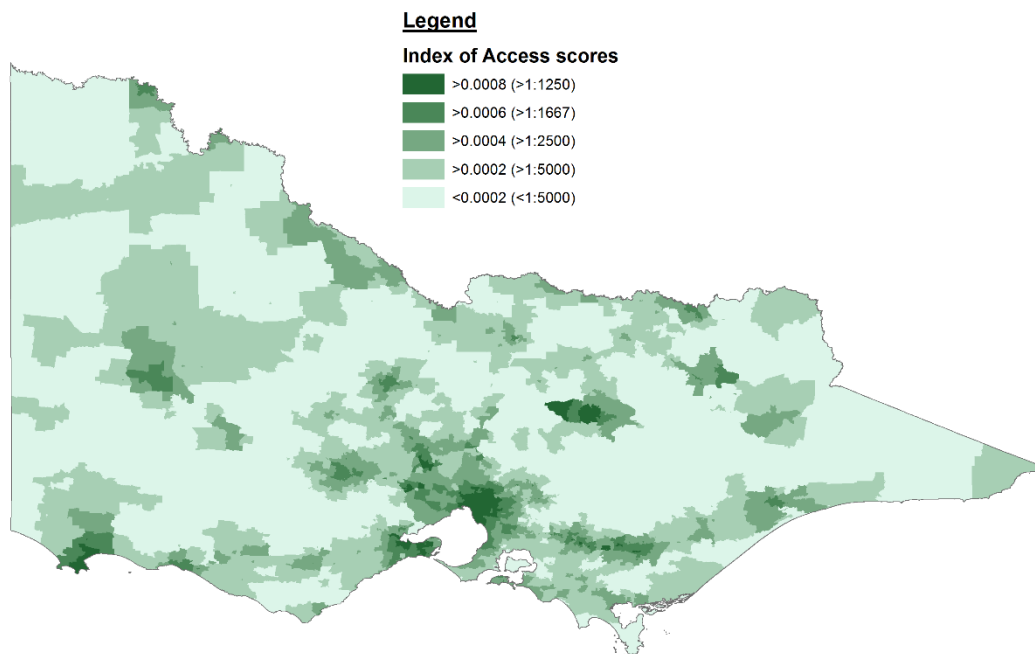 Legend
Index of Access scores
>0.0008 (>1:1250)
>0.0006 (>1:1667)
>0.0004 (>1:2500)
>0.0002 (>1:5000)
<0.0002 (<1:5000)